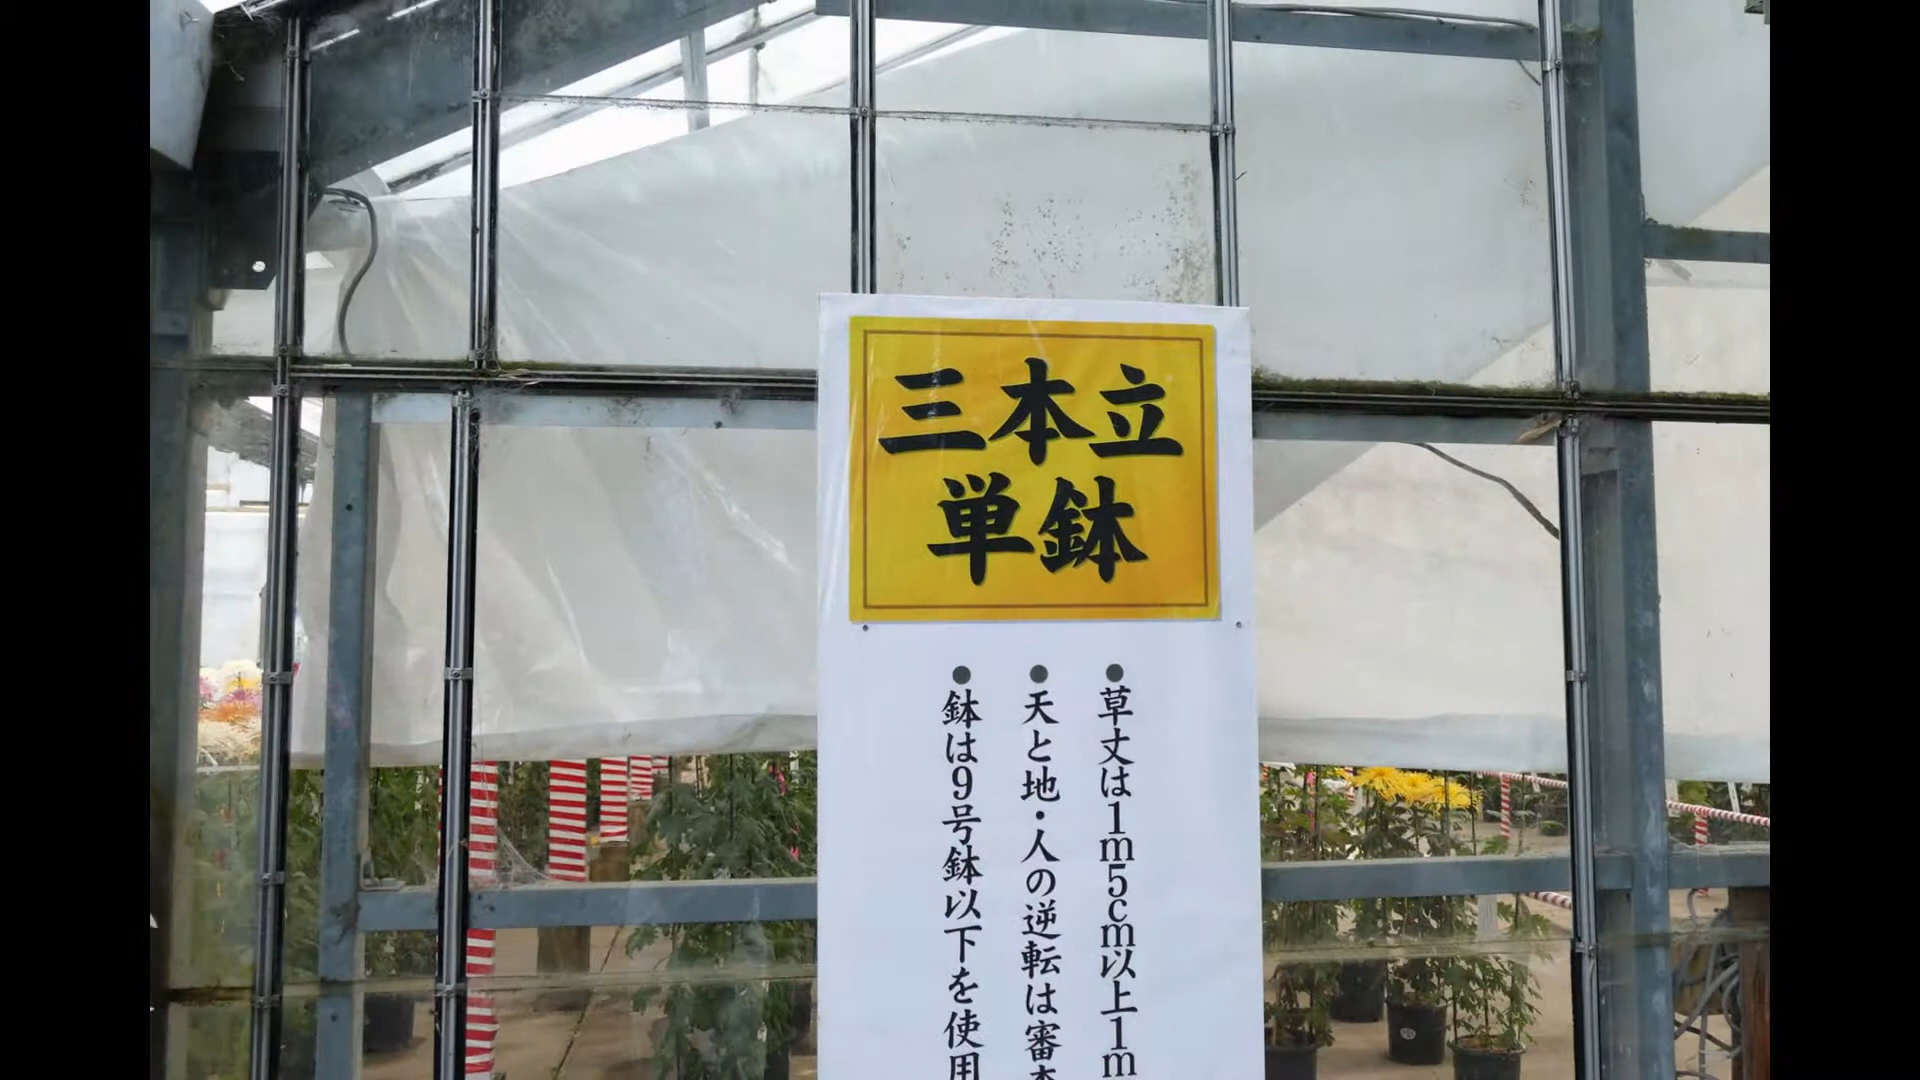 三本立
単鉢
●草丈は1m5cm以上1m
●天と地・人の逆転は審
●鉢は9号鉢以下を使用